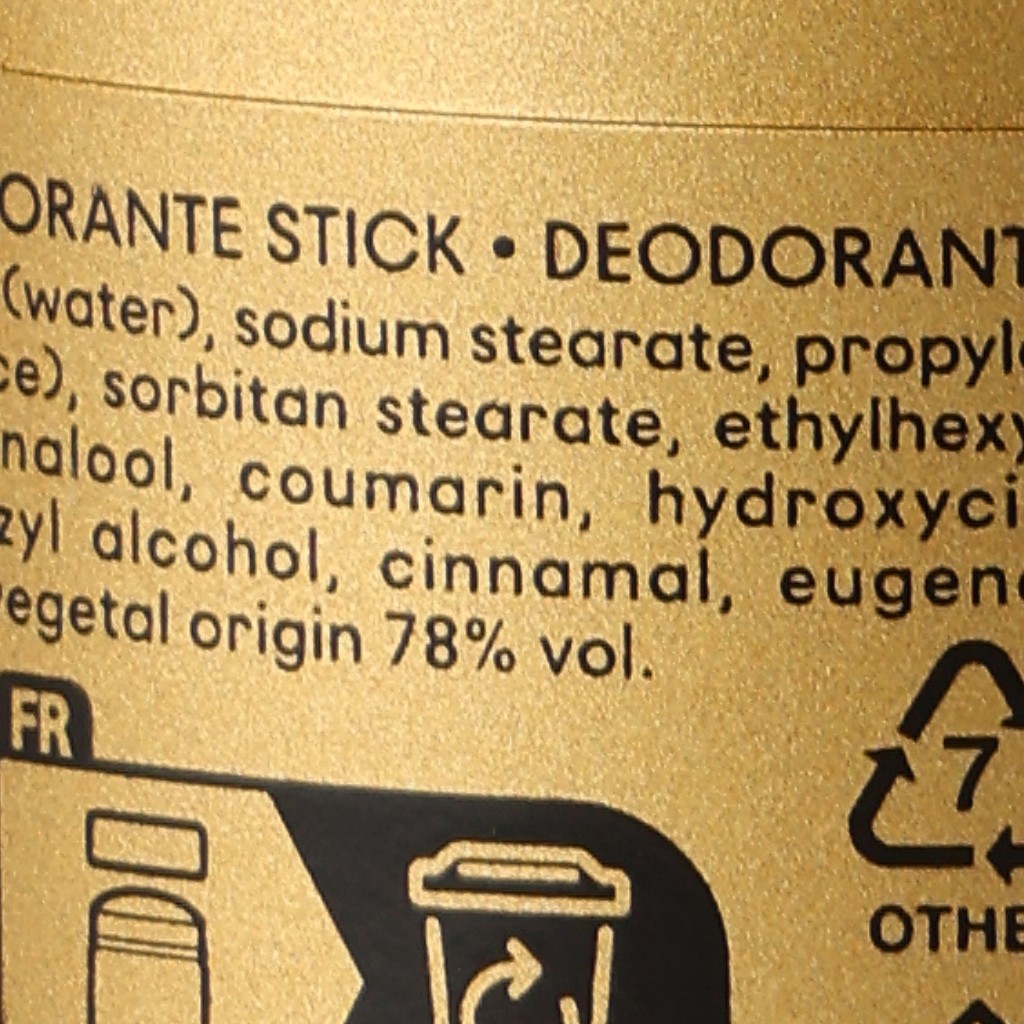 ORANTE STICK • DEODORANT
(water), sodium stearate, propyl
ce), sorbitan stearate, ethylhexy
nalool, coumarin, hydroxyci
zyl alcohol, cinnamal, eugen
egetal origin 78% vol.
FR
7
OTHE